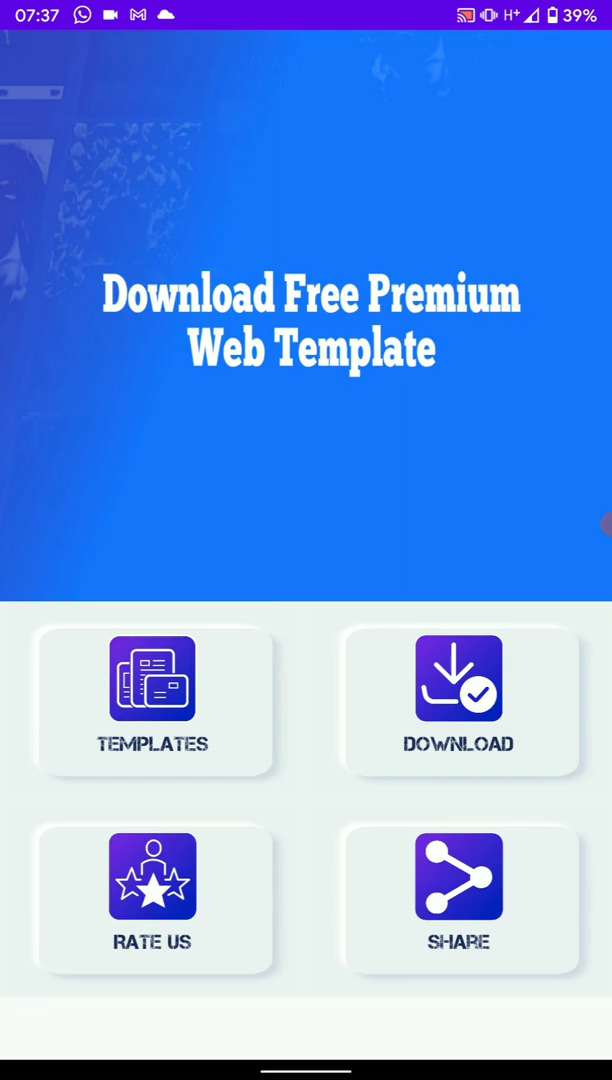 07:37 H+ 39%
Download Free Premium
Web Template
TEMPLATES
DOWNLOAD
RATE US
SHARE